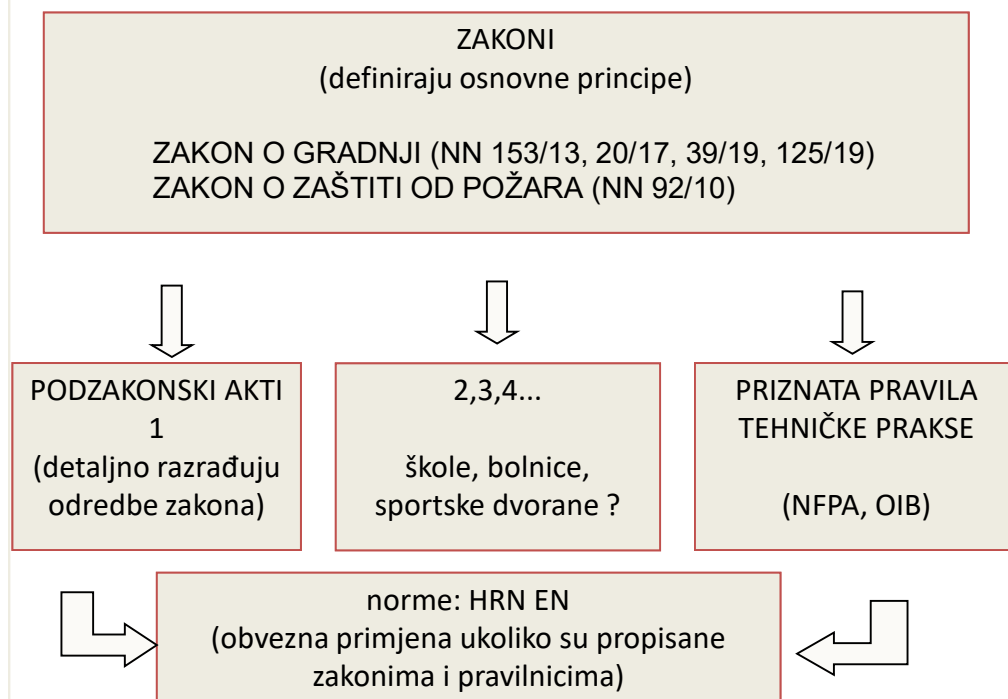 ZAKONI
(definiraju osnovne principe)
ZAKON O GRADNJI (NN 153/13, 20/17, 39/19, 125/19)
ZAKON O ZAŠTITI OD POŽARA (NN 92/10)
PODZAKONSKI AKTI
1
(detaljno razrađuju
odredbe zakona)
2,3,4...
škole, bolnice,
sportske dvorane ?
PRIZNATA PRAVILA
TEHNIČKE PRAKSE
(NFPA, OIB)
norme: HRN EN
(obvezna primjena ukoliko su propisane
zakonima i pravilnicima)